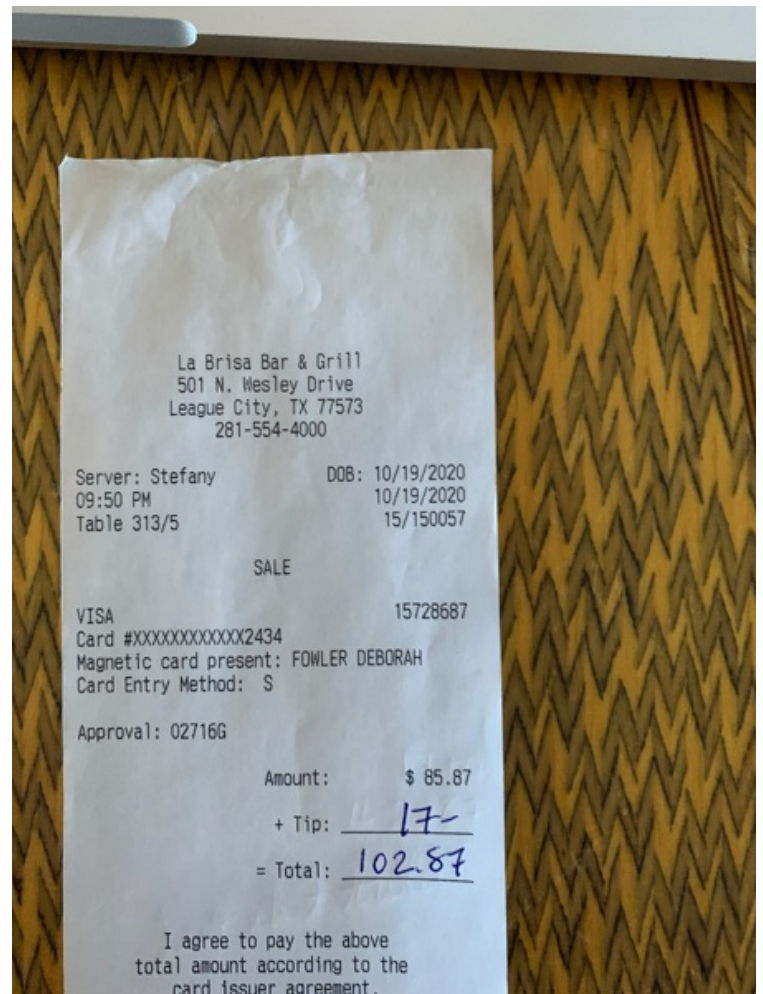 La Brisa Bar & Grill
501 N. Wesley Drive
League City, TX 77573
281-554-4000
Server: Stefany DOB: 10/19/2020
09:50 PM 10/19/2020
Table 313/5 15/150057
SALE
VISA 15728687
Card #XXXXXXXXXXXX2434
Magnetic card present: FOWLER DEBORAH
Card Entry Method: S
Approval: 02716G
Amount: $ 85.87
+ Tip: 17-
= Total: 102.87
I agree to pay the above
total amount according to the
card issuer agreement.